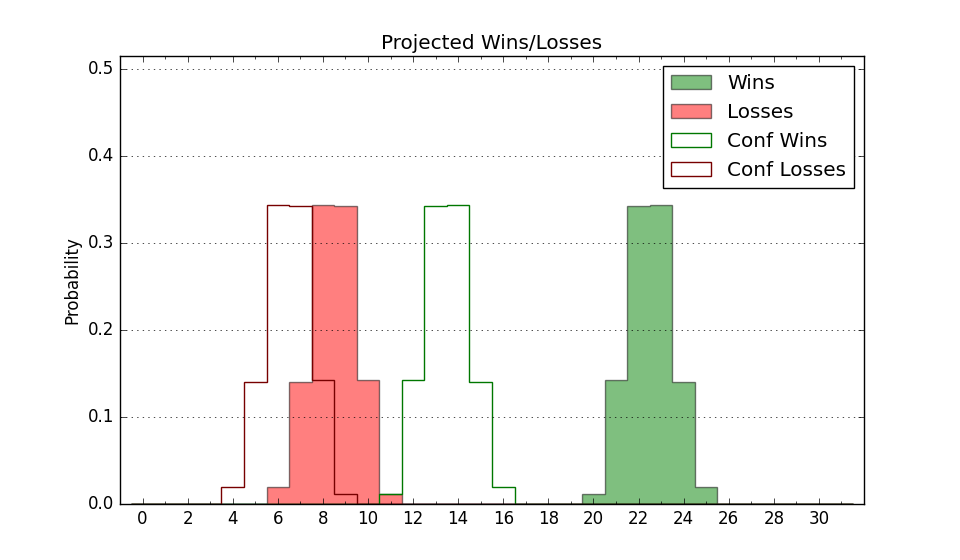 Projected Wins/Losses
0.5
0.4
0.3
0.2
0.1
0.0
Probability
Wins
Losses
Conf Wins
Conf Losses
0 2 4 6 8 10 12 14 16 18 20 22 24 26 28 30